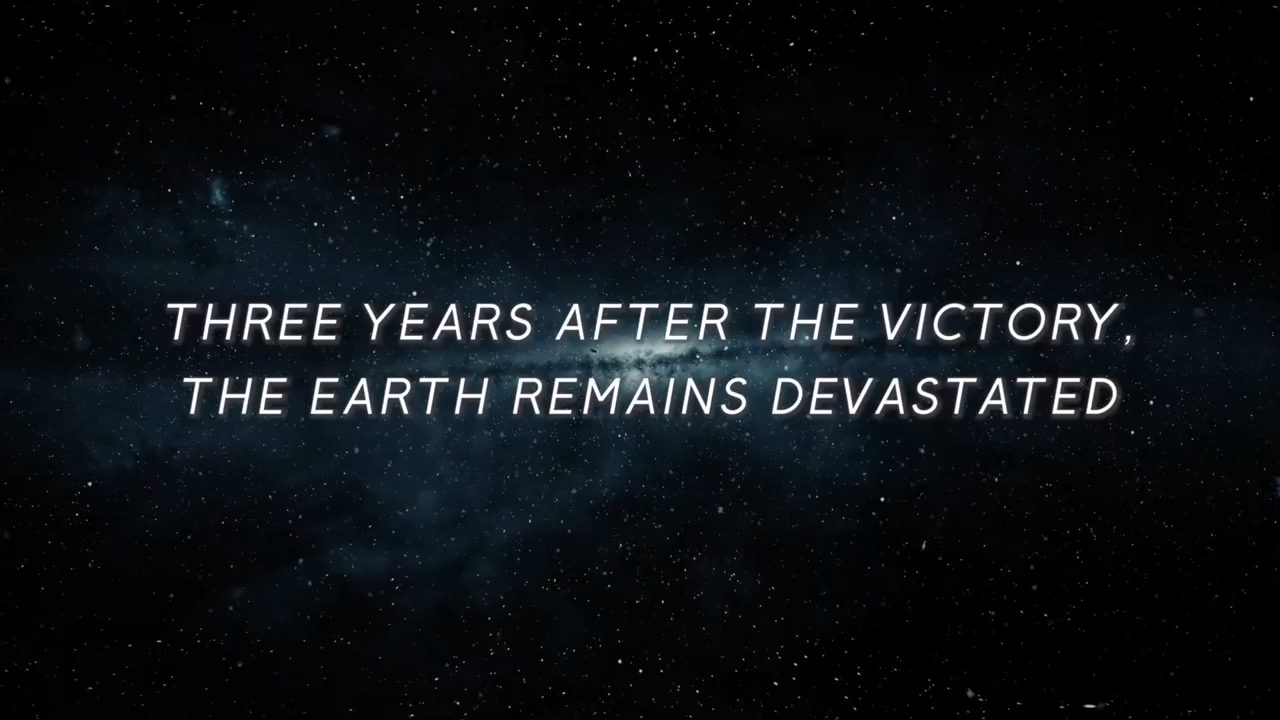 THREE YEARS AFTER THE VICTORY,
THE EARTH REMAINS DEVASTATED